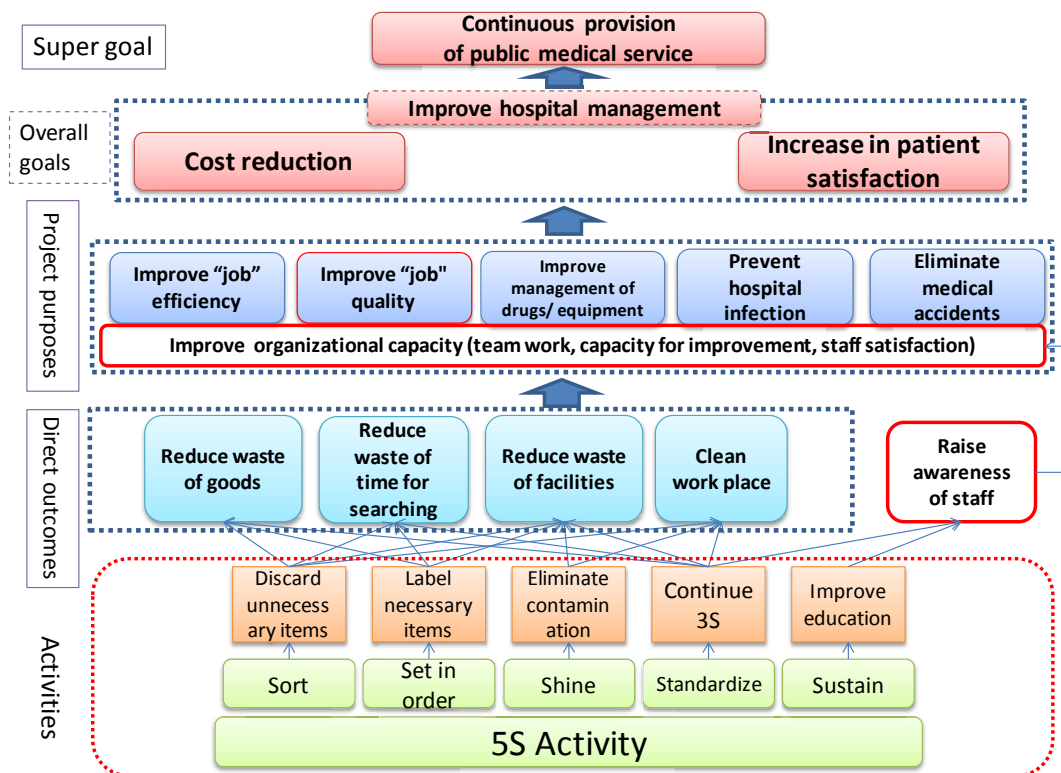 Super goal
Continuous provision
of public medical service
Improve hospital management
Overall
goals
Cost reduction
Increase in patient
satisfaction
Project purposes
Improve “job”
efficiency
Improve “job"
quality
Improve
management of
drugs/ equipment
Prevent
hospital
infection
Eliminate
medical
accidents
Improve organizational capacity (team work, capacity for improvement, staff satisfaction)
Direct outcomes
Reduce waste
of goods
Reduce
waste of
time for
searching
Reduce waste
of facilities
Clean
work place
Raise
awareness
of staff
Activities
Discard
unnecess
ary items
Label
necessary
items
Eliminate
contamin
ation
Continue
3S
Improve
education
Sort
Set in
order
Shine
Standardize
Sustain
5S Activity